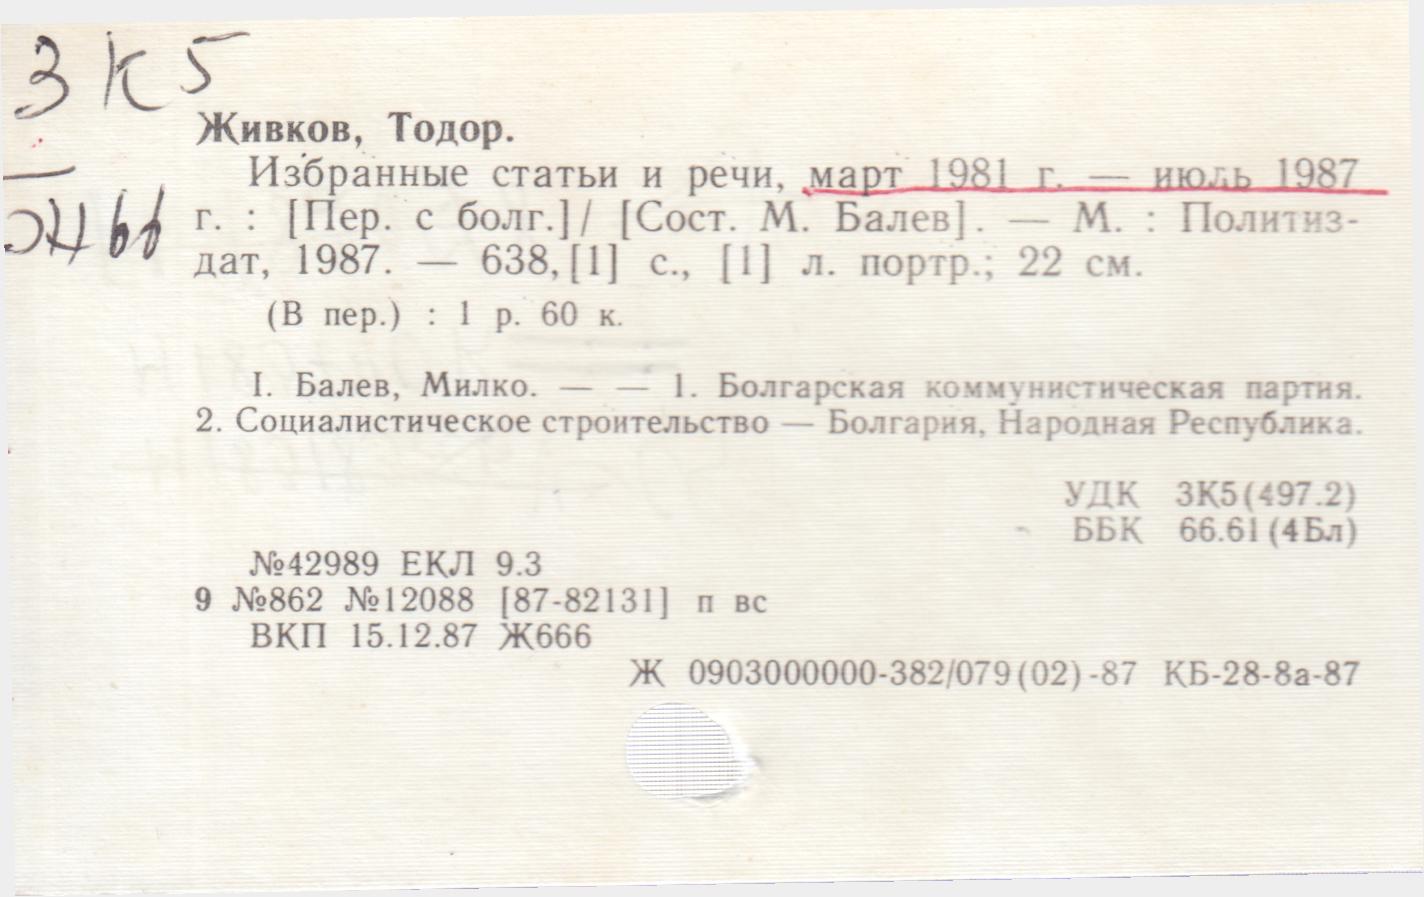 3К5
Живков, Тодор.
Избранные статьи и речи, март 1981 г. — июль 1987
г. : [Пер. с болг.]/ [Сост. М. Балев]. — М. : Политиз-
дат, 1987. — 638,[1] с., [1] л. портр.; 22 см.
(В пер.) : 1 р. 60 к.
I. Балев, Милко. — — 1. Болгарская коммунистическая партия.
2. Социалистическое строительство — Болгария, Народная Республика.
УДК 3К5(497.2)
ББК 66.61(4Бл)
№42989 ЕКЛ 9.3
9 №862 №12088 [87-82131] п вс
ВКП 15.12.87 Ж666
Ж 0903000000-382/079(02)-87 КБ-28-8а-87